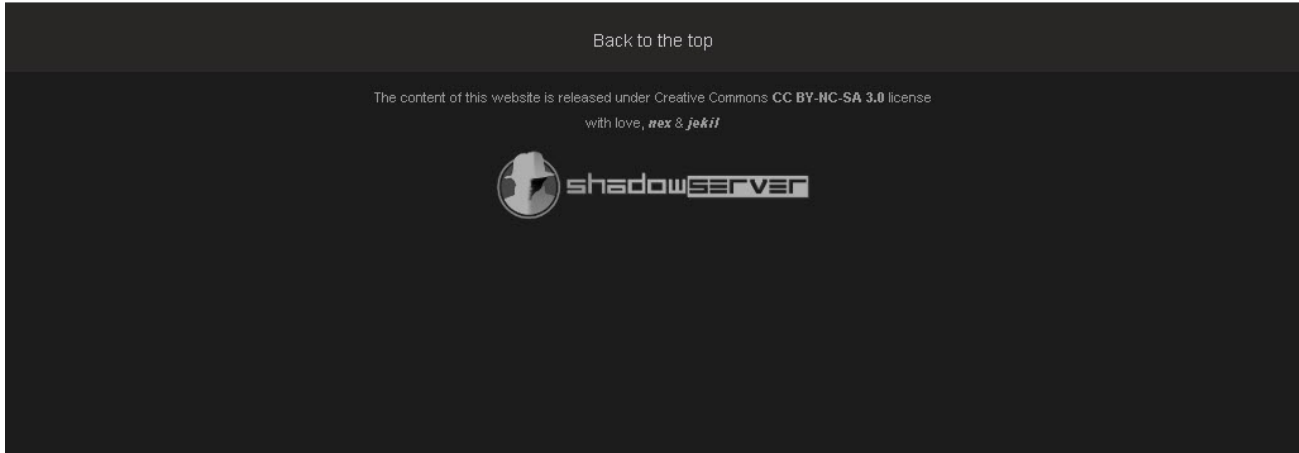 Back to the top
The content of this website is released under Creative Commons CC BY-NC-SA 3.0 license
with love, nex & jekil
shadowserver